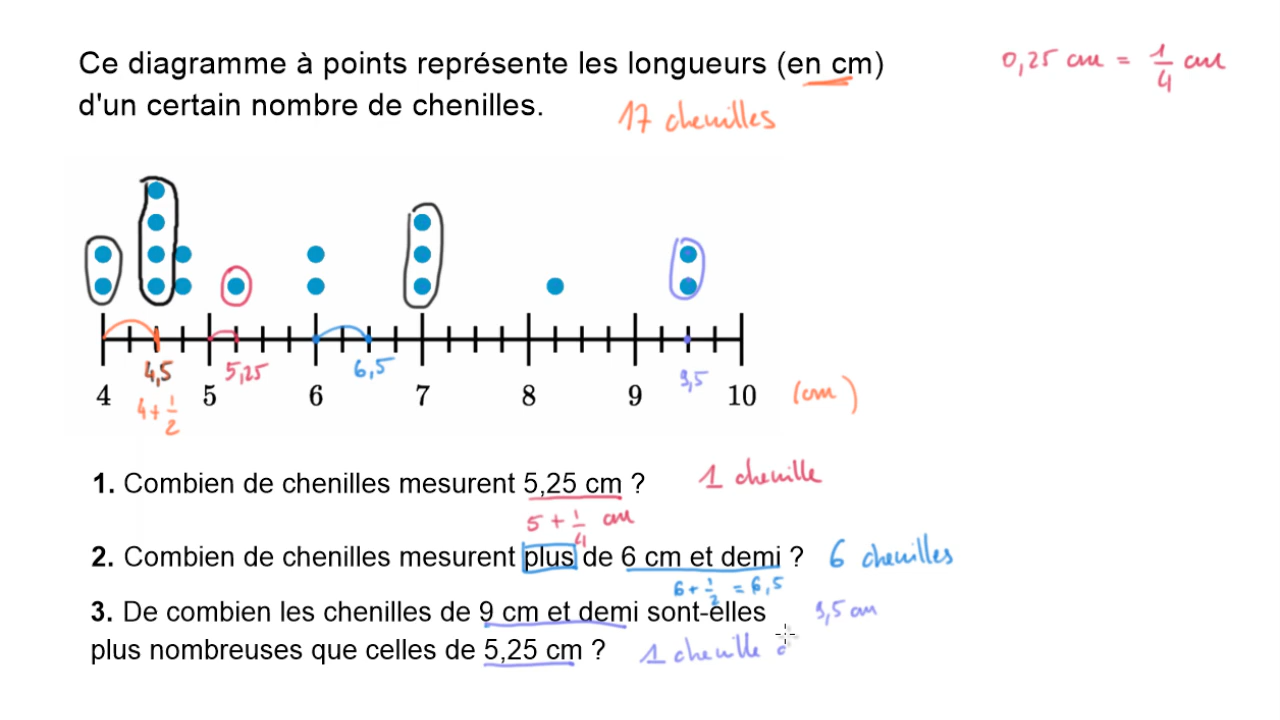 Ce diagramme à points représente les longueurs (en cm)
0,25 cm = 1/4 cm
d'un certain nombre de chenilles.
17 chenilles
4,5
5,25
6,5
9,5
4 5 6 7 8 9 10 (cm)
4+ 1/2
1. Combien de chenilles mesurent 5,25 cm ? 1 chenille
5 + 1/4 cm
2. Combien de chenilles mesurent plus de 6 cm et demi ? 6 chenilles
6+ 1/2 = 6,5
3. De combien les chenilles de 9 cm et demi sont-elles 9,5 cm
plus nombreuses que celles de 5,25 cm ? 1 chenille